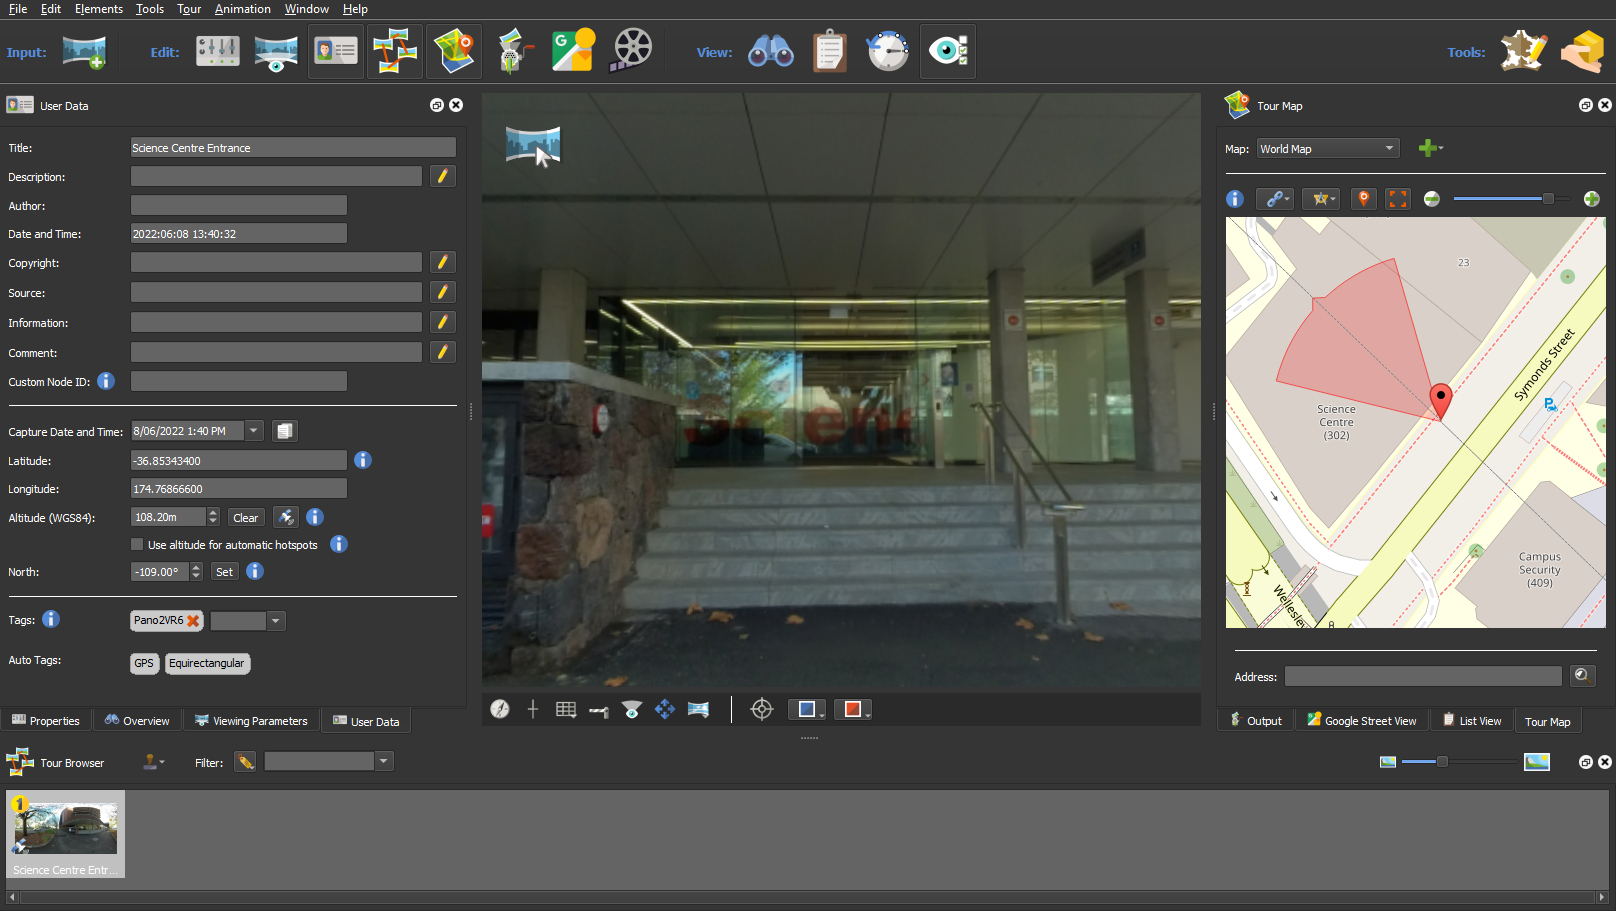 File Edit View Elements Tools Tour Animation Window Help
Input: Edit: View: Tools:
User Data
Title: Science Centre Entrance
Description:
Author:
Date and Time: 2022:06:08 13:40:32
Copyright:
Source:
Information:
Comment:
Custom Node ID:
Capture Date and Time: 8/06/2022 1:40 PM
Latitude: -36.85343400
Longitude: 174.76866600
Altitude (WGS84): 108.20m Clear
Use altitude for automatic hotspots
North: -109.00° Set
Tags: Pano2VR6
Auto Tags: GPS Equirectangular
Properties Overview Viewing Parameters User Data
Tour Map
Map: World Map
23
Symonds Street
Science
Centre
(302)
Campus
Security
(409)
Wellesley
Address:
Output Google Street View List View Tour Map
Tour Browser Filter:
1
Science Centre Entr...